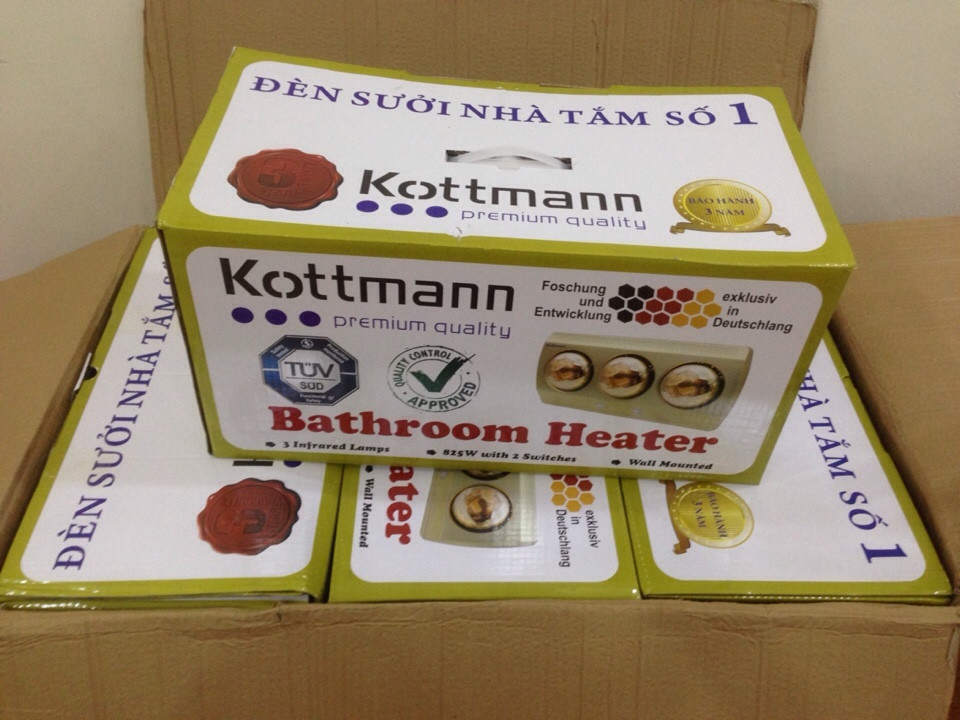 ĐÈN SƯỞI NHÀ TẮM SỐ 1
Kottmann
premium quality
BẢO HÀNH
3 NĂM
Kottmann
premium quality
Foschung
und
Entwicklung
exklusiv
in
Deutschlang
TÜV
SÜD
QUALITY CONTROL
APPROVED
Bathroom Heater
3 Infrared Lamps
825W with 2 Switches
Wall Mounted
ĐÈN SƯỞI NHÀ TẮM S
ater
Wall Mounted
exklusiv
in
Deutschlang
BẢO HÀNH
3 NĂM
HÀ TẮM SỐ 1